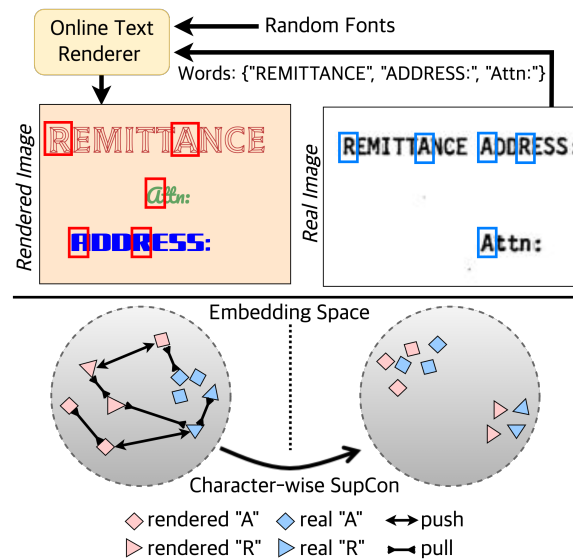 Online Text
Renderer
Random Fonts
Words: {"REMITTANCE", "ADDRESS:", "Attn:"}
Rendered Image
REMITTANCE
Attn:
ADDRESS:
Real Image
REMITTANCE ADDRESS:
Attn:
Embedding Space
Character-wise SupCon
rendered "A" real "A" push
rendered "R" real "R" pull